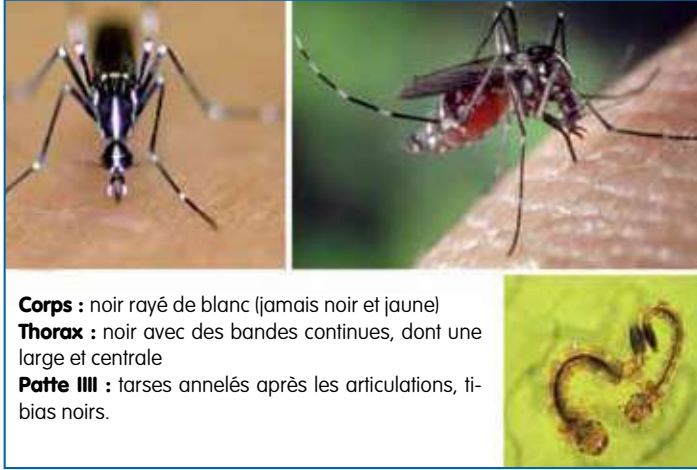 Corps : noir rayé de blanc (jamais noir et jaune)
Thorax : noir avec des bandes continues, dont une
large et centrale
Patte IIII : tarses annelés après les articulations, ti-
bias noirs.